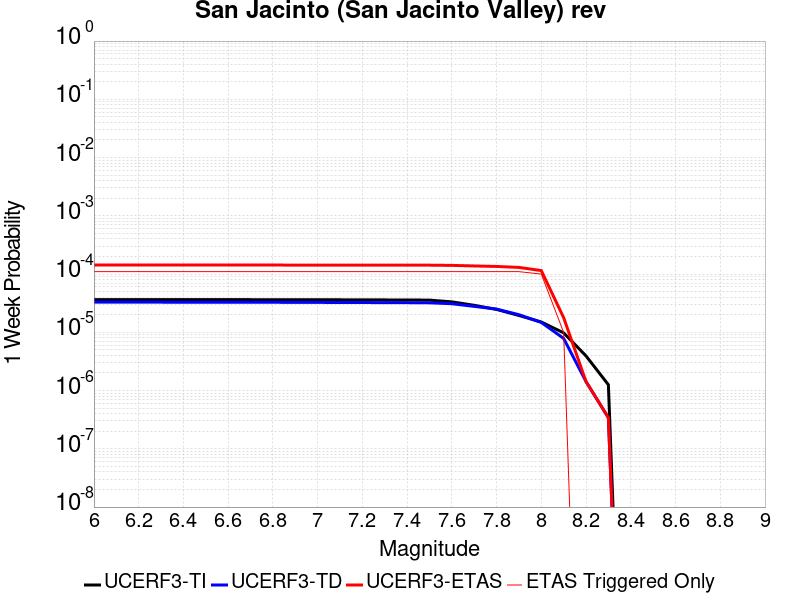 San Jacinto (San Jacinto Valley) rev
10^0
10^-1
10^-2
10^-3
10^-4
10^-5
10^-6
10^-7
10^-8
1 Week Probability
6 6.2 6.4 6.6 6.8 7 7.2 7.4 7.6 7.8 8 8.2 8.4 8.6 8.8 9
Magnitude
UCERF3-TI UCERF3-TD UCERF3-ETAS ETAS Triggered Only